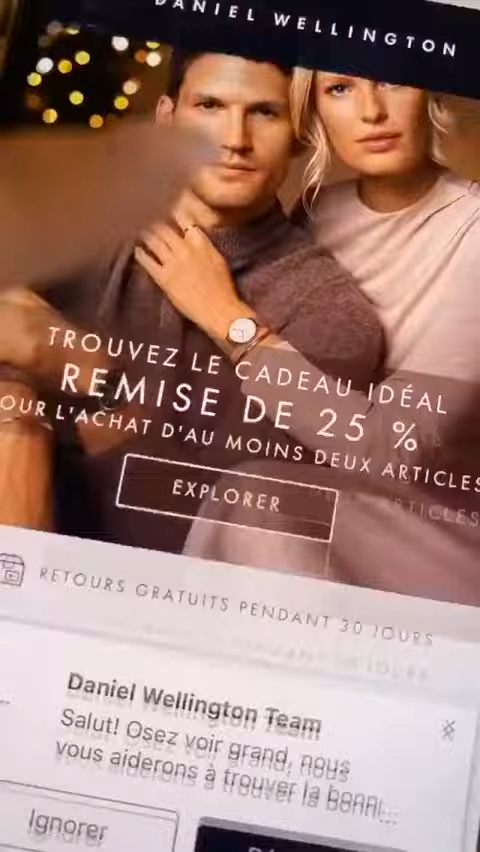 DANIEL WELLINGTON
TROUVEZ LE CADEAU IDÉAL
REMISE DE 25 %
OUR L'ACHAT D'AU MOINS DEUX ARTICLES
EXPLORER
RETOURS GRATUITS PENDANT 30 JOURS
Daniel Wellington Team
Salut! Osez voir grand, nous
vous aiderons à trouver la bonn...
Ignorer